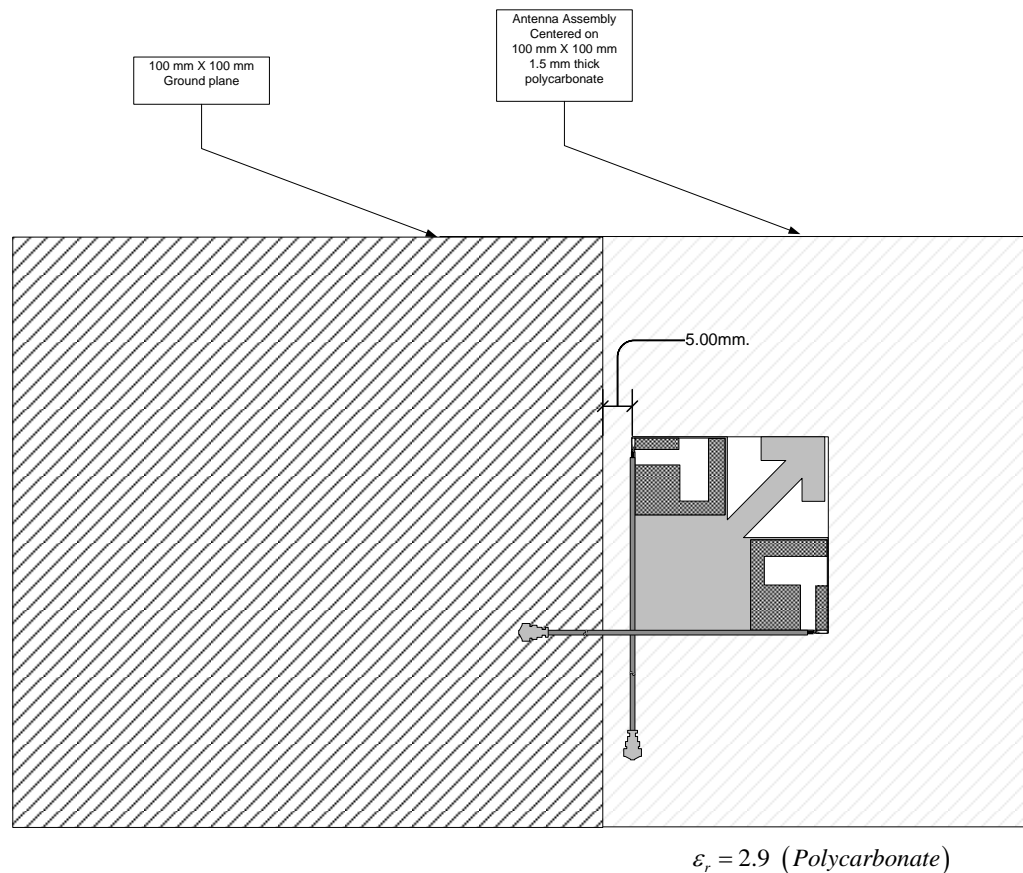 100 mm X 100 mm
Ground plane
Antenna Assembly
Centered on
100 mm X 100 mm
1.5 mm thick
polycarbonate
5.00mm.
εr = 2.9 (Polycarbonate)